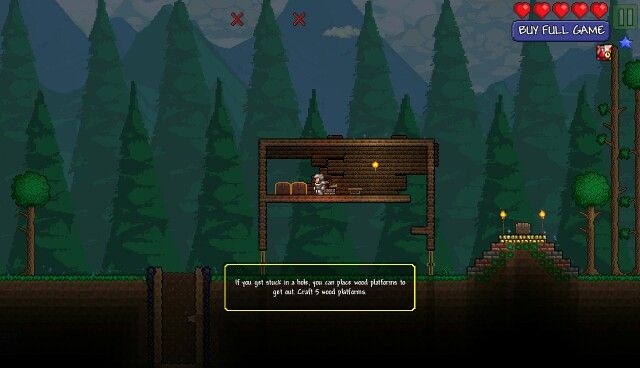 BUY FULL GAME
If you get stuck in a hole, you can place wood platforms to
get out. Craft 5 wood platforms.